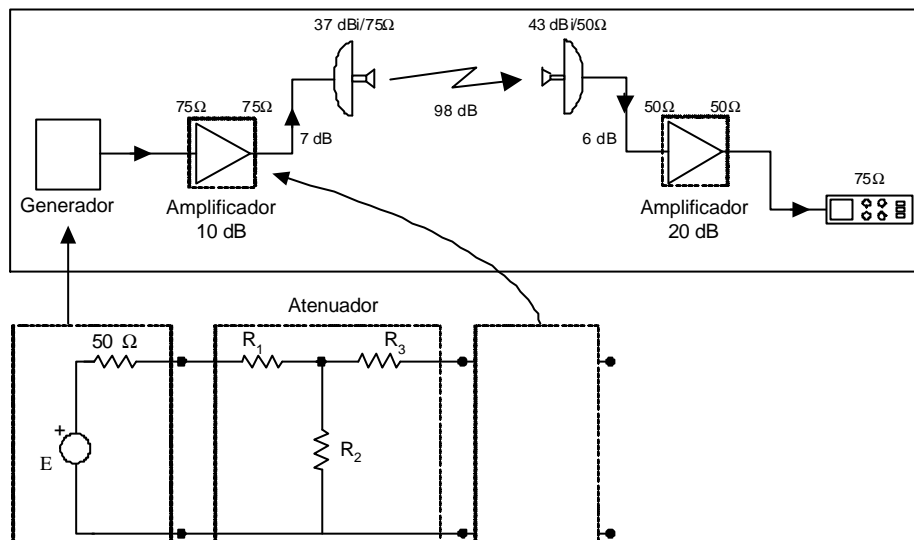 37 dBi/75Ω
43 dBi/50Ω
75Ω 75Ω
7 dB
98 dB
6 dB
50Ω 50Ω
75Ω
Generador
Amplificador
10 dB
Amplificador
20 dB
Atenuador
50 Ω
R1
R3
R2
+
E